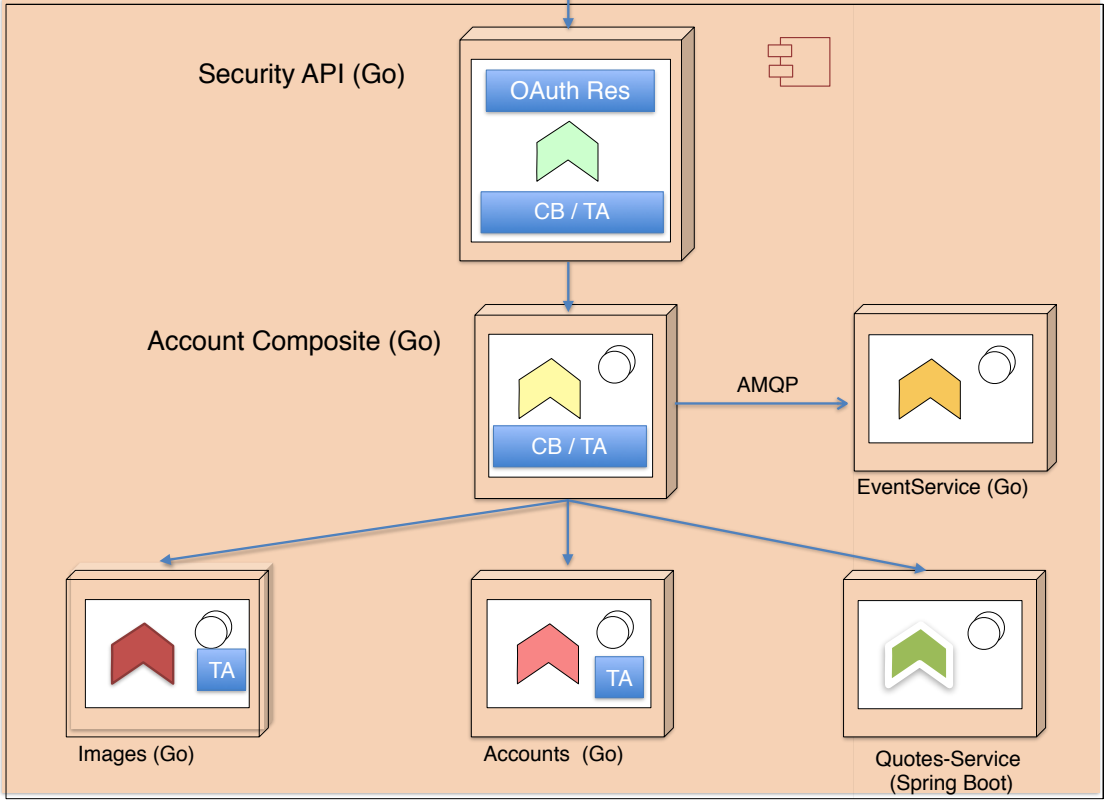 Security API (Go)
OAuth Res
CB / TA
Account Composite (Go)
CB / TA
AMQP
EventService (Go)
TA
Images (Go)
TA
Accounts (Go)
Quotes-Service
(Spring Boot)